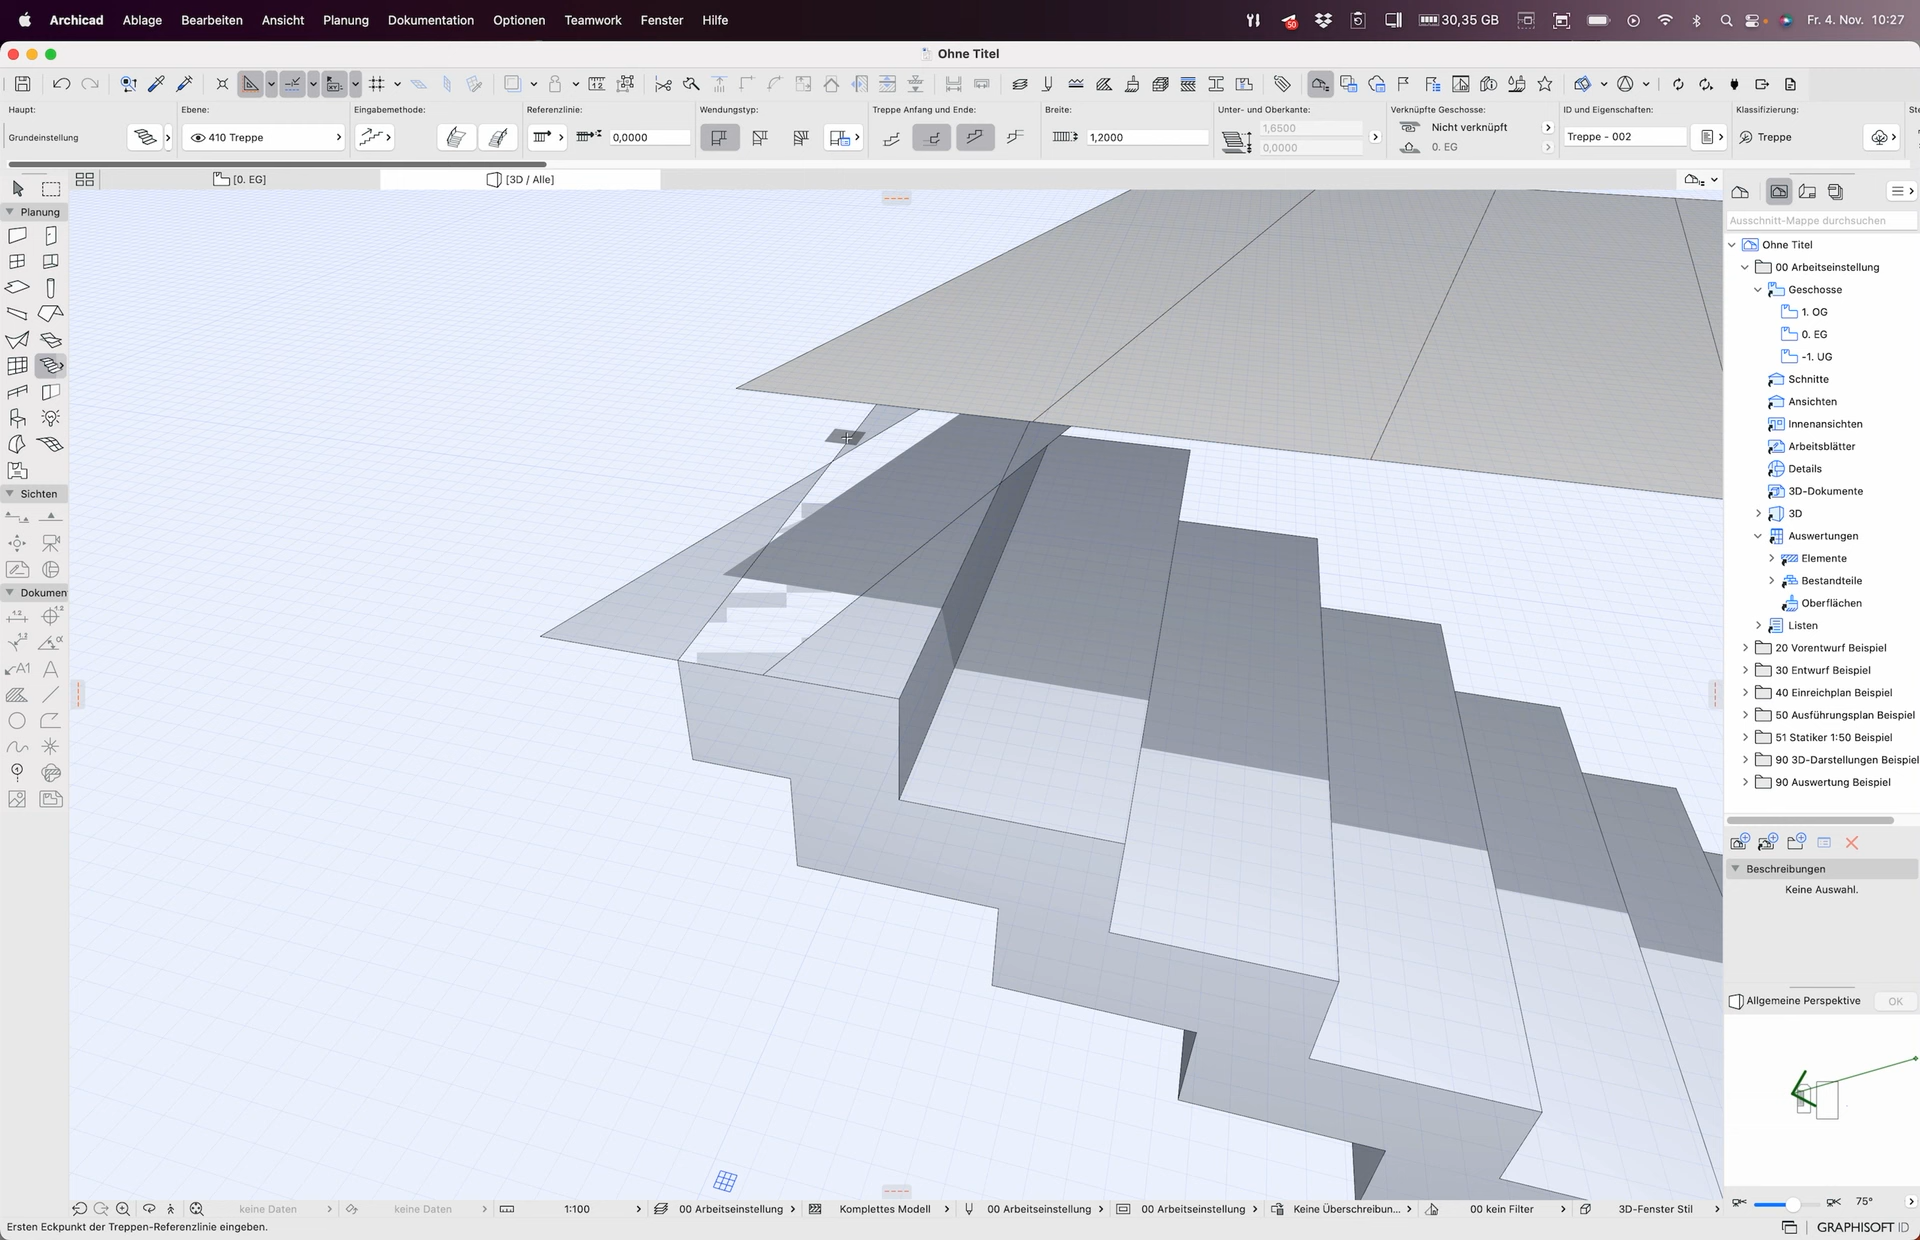 Archicad Ablage Bearbeiten Ansicht Planung Dokumentation Optionen Teamwork Fenster Hilfe 50 30,35 GB Fr. 4. Nov. 10:27
Ohne Titel
Haupt: Ebene: Eingabemethode: Referenzlinie: Wendungstyp: Treppe Anfang und Ende: Breite: Unter- und Oberkante: Verknüpfte Geschosse: ID und Eigenschaften: Klassifizierung:
Grundeinstellung 410 Treppe 0,0000 1,2000 1,6500 0,0000 Nicht verknüpft 0. EG Treppe - 002 Treppe
[0. EG] [3D / Alle]
Planung
Sichten
Dokumen
Ausschnitt-Mappe durchsuchen
Ohne Titel
00 Arbeitseinstellung
Geschosse
1. OG
0. EG
-1. UG
Schnitte
Ansichten
Innenansichten
Arbeitsblätter
Details
3D-Dokumente
3D
Auswertungen
Elemente
Bestandteile
Oberflächen
Listen
20 Vorentwurf Beispiel
30 Entwurf Beispiel
40 Einreichplan Beispiel
50 Ausführungsplan Beispiel
51 Statiker 1:50 Beispiel
90 3D-Darstellungen Beispiel
90 Auswertung Beispiel
Beschreibungen
Keine Auswahl.
Allgemeine Perspektive OK
75°
keine Daten keine Daten 1:100 00 Arbeitseinstellung Komplettes Modell 00 Arbeitseinstellung 00 Arbeitseinstellung Keine Überschreibun... 00 kein Filter 3D-Fenster Stil
Ersten Eckpunkt der Treppen-Referenzlinie eingeben. GRAPHISOFT ID